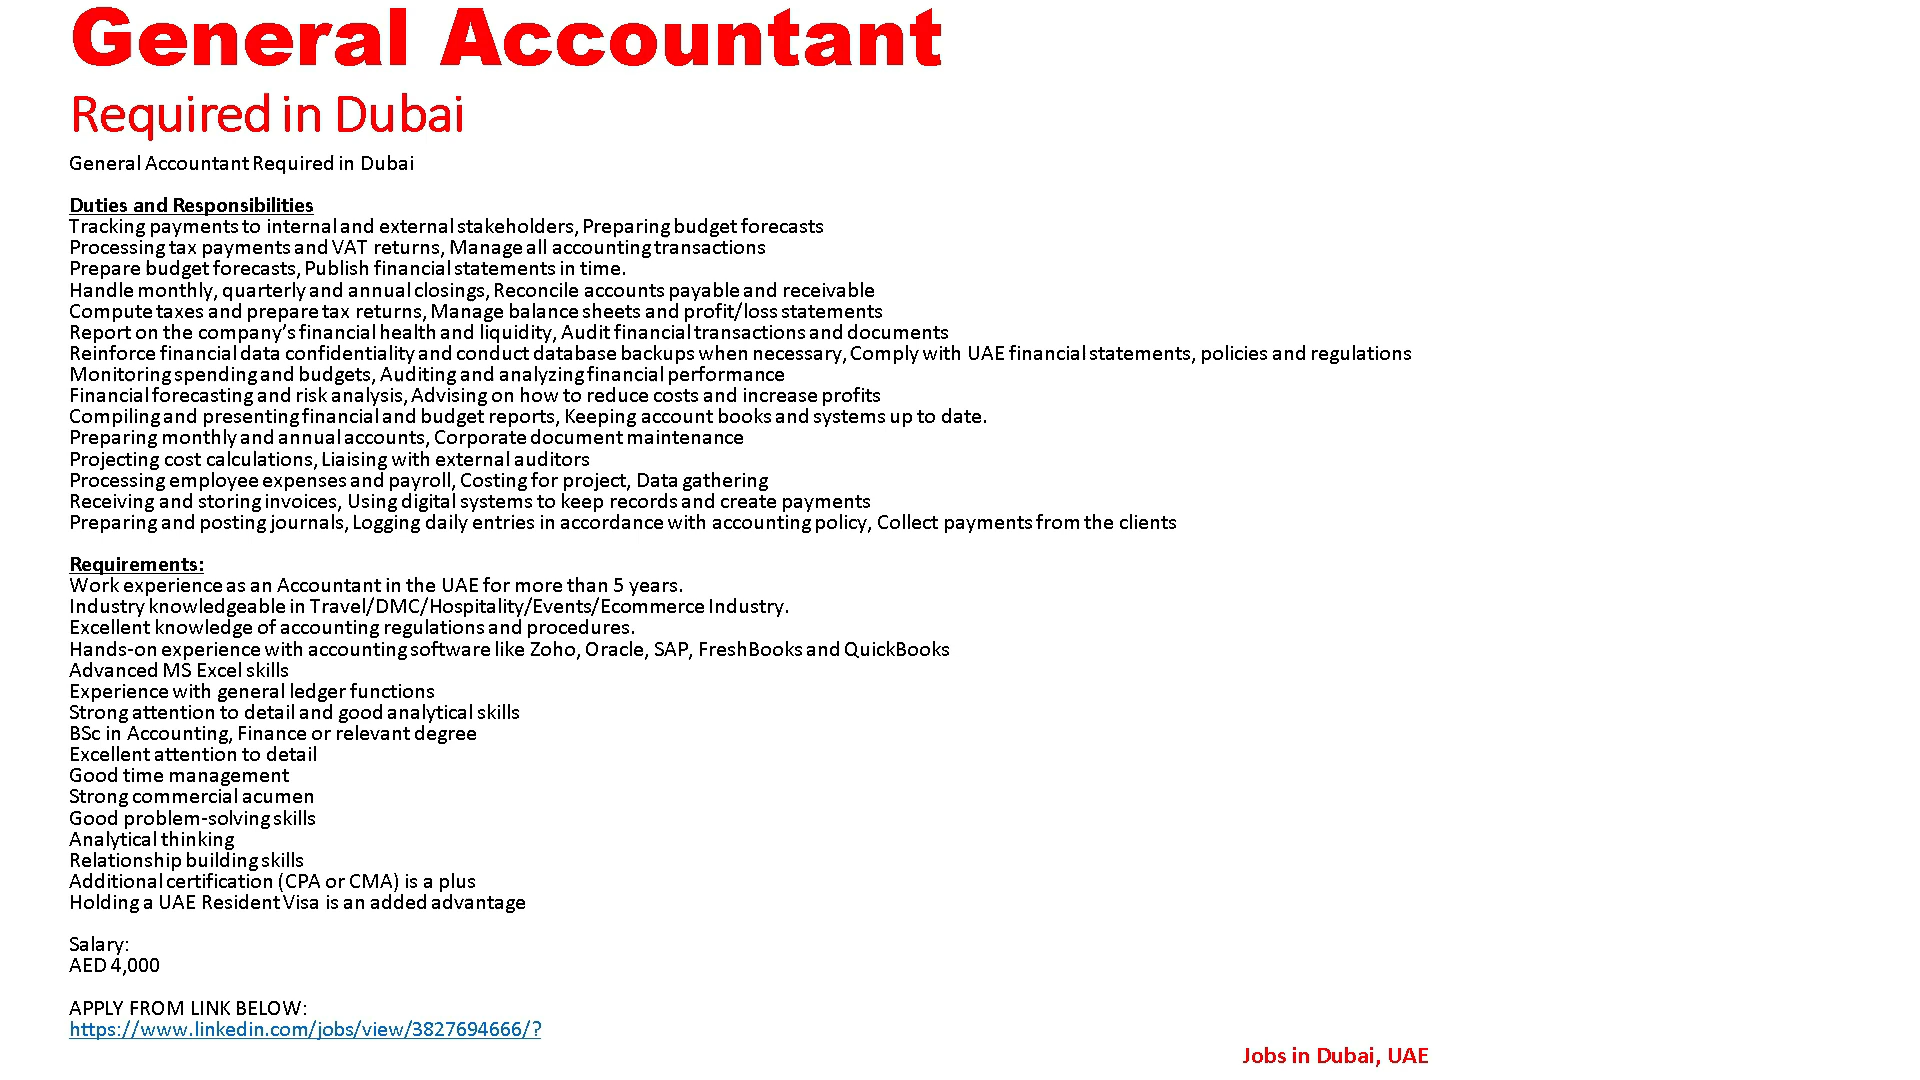 General Accountant
Required in Dubai
General Accountant Required in Dubai
Duties and Responsibilities
Tracking payments to internal and external stakeholders, Preparing budget forecasts
Processing tax payments and VAT returns, Manage all accounting transactions
Prepare budget forecasts, Publish financial statements in time.
Handle monthly, quarterly and annual closings, Reconcile accounts payable and receivable
Compute taxes and prepare tax returns, Manage balance sheets and profit/loss statements
Report on the company’s financial health and liquidity, Audit financial transactions and documents
Reinforce financial data confidentiality and conduct database backups when necessary, Comply with UAE financial statements, policies and regulations
Monitoring spending and budgets, Auditing and analyzing financial performance
Financial forecasting and risk analysis, Advising on how to reduce costs and increase profits
Compiling and presenting financial and budget reports, Keeping account books and systems up to date.
Preparing monthly and annual accounts, Corporate document maintenance
Projecting cost calculations, Liaising with external auditors
Processing employee expenses and payroll, Costing for project, Data gathering
Receiving and storing invoices, Using digital systems to keep records and create payments
Preparing and posting journals, Logging daily entries in accordance with accounting policy, Collect payments from the clients
Requirements:
Work experience as an Accountant in the UAE for more than 5 years.
Industry knowledgeable in Travel/DMC/Hospitality/Events/Ecommerce Industry.
Excellent knowledge of accounting regulations and procedures.
Hands-on experience with accounting software like Zoho, Oracle, SAP, FreshBooks and QuickBooks
Advanced MS Excel skills
Experience with general ledger functions
Strong attention to detail and good analytical skills
BSc in Accounting, Finance or relevant degree
Excellent attention to detail
Good time management
Strong commercial acumen
Good problem-solving skills
Analytical thinking
Relationship building skills
Additional certification (CPA or CMA) is a plus
Holding a UAE Resident Visa is an added advantage
Salary:
AED 4,000
APPLY FROM LINK BELOW:
https://www.linkedin.com/jobs/view/3827694666/?
Jobs in Dubai, UAE